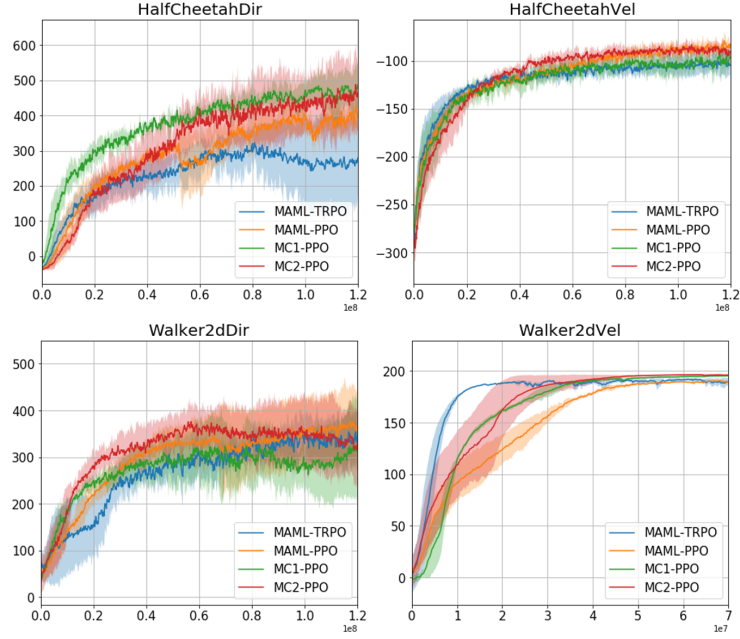 HalfCheetahDir
600
500
400
300
200
100
0
MAML-TRPO
MAML-PPO
MC1-PPO
MC2-PPO
0.0 0.2 0.4 0.6 0.8 1.0 1.2
1e8
HalfCheetahVel
−100
−150
−200
−250
−300
MAML-TRPO
MAML-PPO
MC1-PPO
MC2-PPO
0.0 0.2 0.4 0.6 0.8 1.0 1.2
1e8
Walker2dDir
500
400
300
400
300
200
100
0
MAML-TRPO
MAML-PPO
MC1-PPO
MC2-PPO
0.0 0.2 0.4 0.6 0.8 1.0 1.2
1e8
Walker2dVel
200
150
100
50
0
MAML-TRPO
MAML-PPO
MC1-PPO
MC2-PPO
0 1 2 3 4 5 6 7
1e7